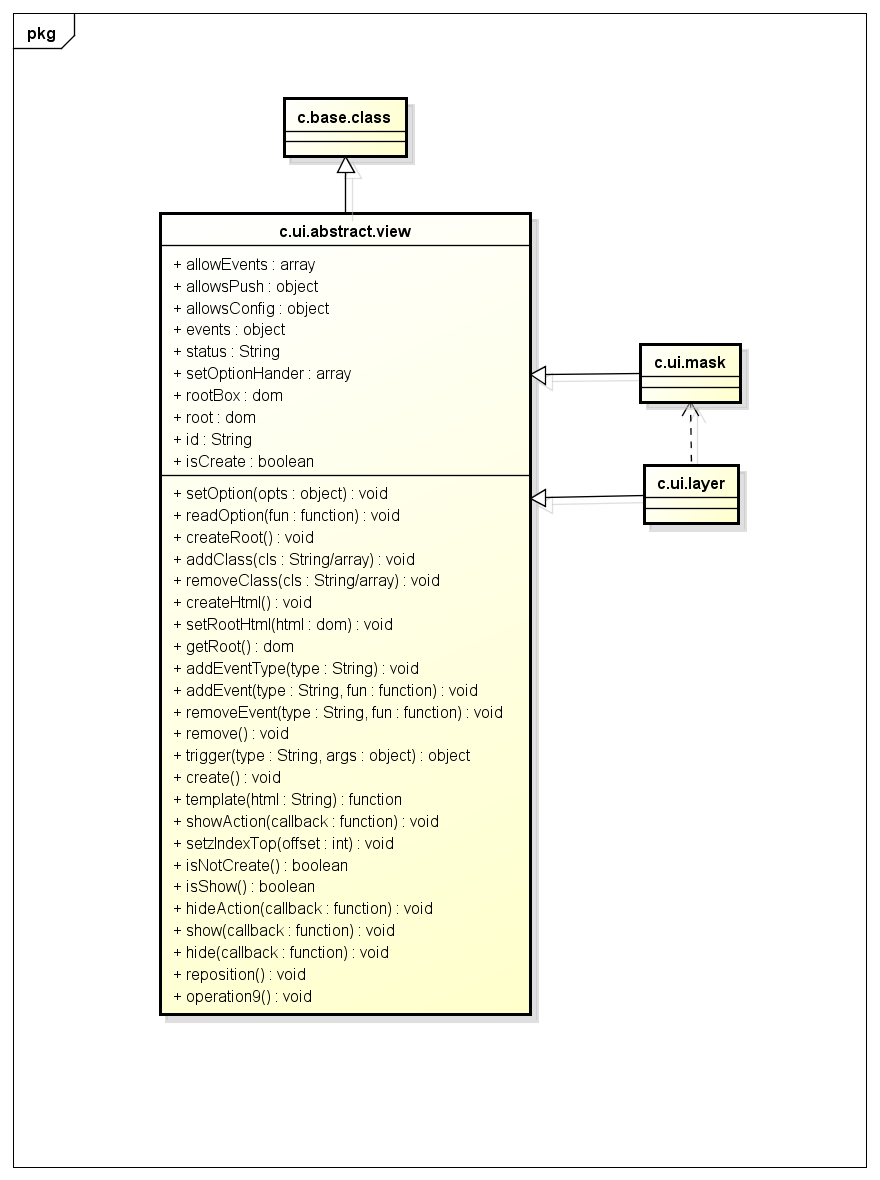 pkg
c.base.class
c.ui.abstract.view
+ allowEvents : array
+ allowsPush : object
+ allowsConfig : object
+ events : object
+ status : String
+ setOptionHander : array
+ rootBox : dom
+ root : dom
+ id : String
+ isCreate : boolean
+ setOption(opts : object) : void
+ readOption(fun : function) : void
+ createRoot() : void
+ addClass(cls : String/array) : void
+ removeClass(cls : String/array) : void
+ createHtml() : void
+ setRootHtml(html : dom) : void
+ getRoot() : dom
+ addEventType(type : String) : void
+ addEvent(type : String, fun : function) : void
+ removeEvent(type : String, fun : function) : void
+ remove() : void
+ trigger(type : String, args : object) : object
+ create() : void
+ template(html : String) : function
+ showAction(callback : function) : void
+ setzIndexTop(offset : int) : void
+ isNotCreate() : boolean
+ isShow() : boolean
+ hideAction(callback : function) : void
+ show(callback : function) : void
+ hide(callback : function) : void
+ reposition() : void
+ operation9() : void
c.ui.mask
c.ui.layer